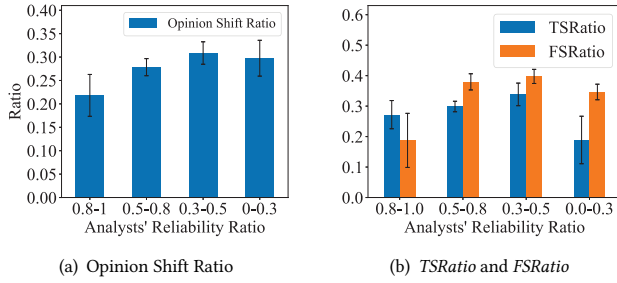 0.40
0.35
0.30
0.25
0.20
0.15
0.10
0.05
0.00
Ratio
Opinion Shift Ratio
0.8-1 0.5-0.8 0.3-0.5 0-0.3
Analysts' Reliability Ratio
(a) Opinion Shift Ratio
0.6
0.5
0.4
0.3
0.2
0.1
0.0
TSRatio
FSRatio
0.8-1.0 0.5-0.8 0.3-0.5 0.0-0.3
Analysts' Reliability Ratio
(b) TSRatio and FSRatio